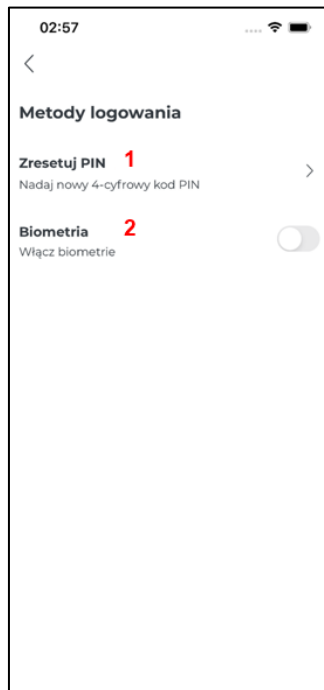 02:57
Metody logowania
Zresetuj PIN 1
Nadaj nowy 4-cyfrowy kod PIN
Biometria 2
Włącz biometrie